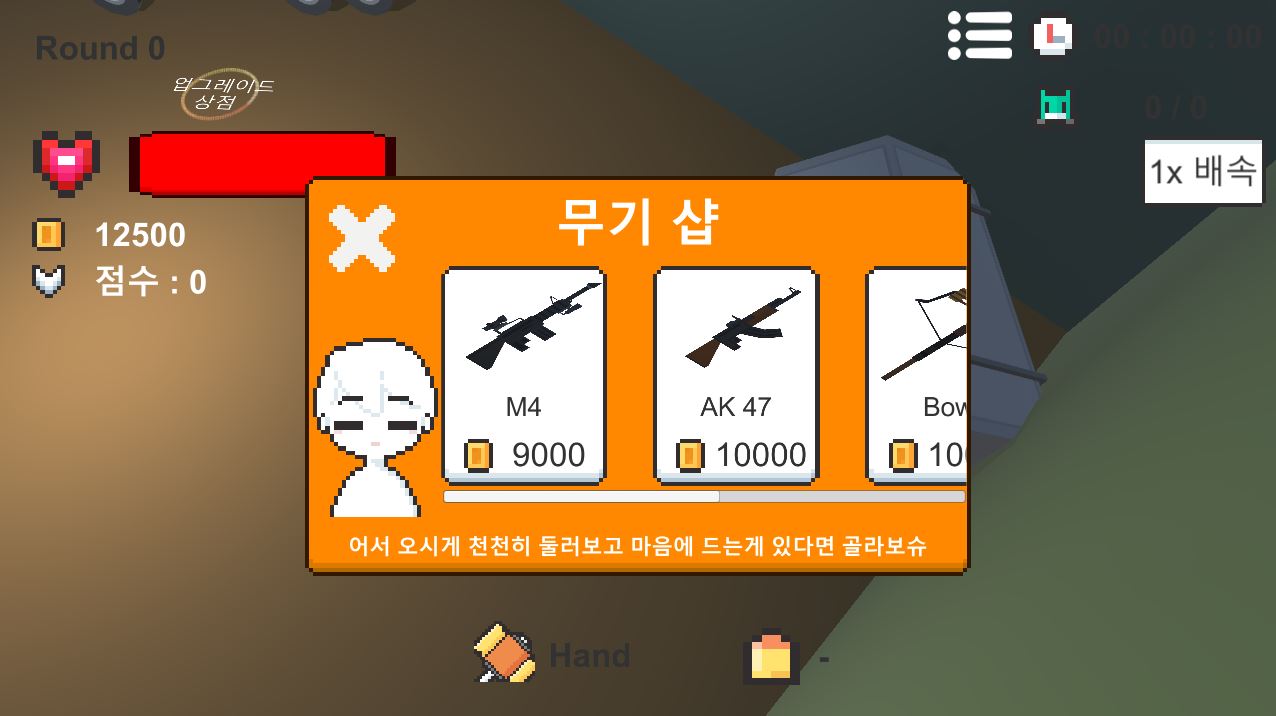 Round 0
00 : 00 : 00
업그레이드
상점
0 / 0
1x 배속
12500
점수 : 0
무기 샵
M4
9000
AK 47
10000
어서 오시게 천천히 둘러보고 마음에 드는게 있다면 골라보슈
Hand
-